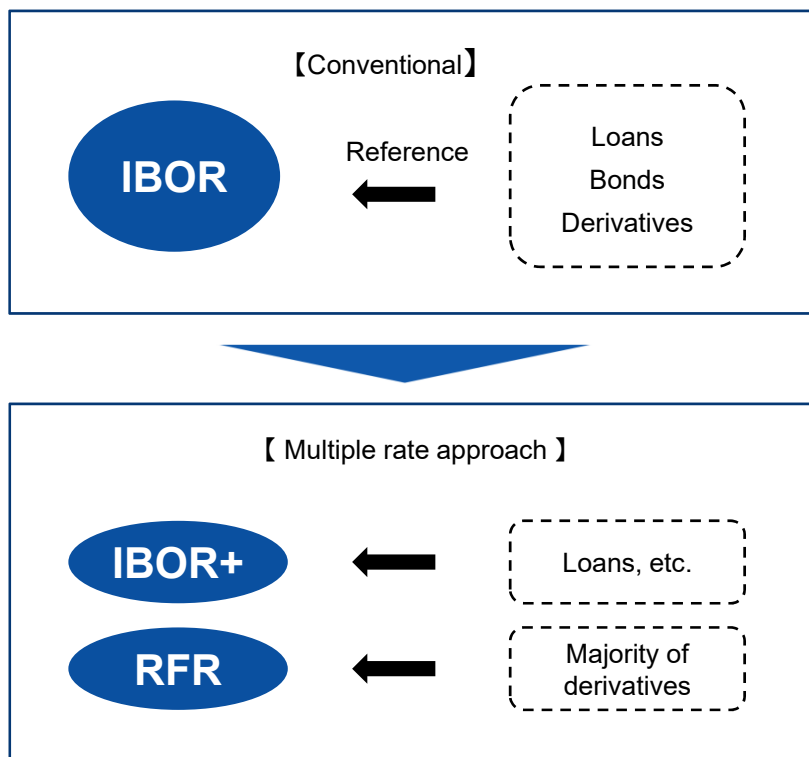 【Conventional】
IBOR
Reference
Loans
Bonds
Derivatives
【 Multiple rate approach 】
IBOR+
Loans, etc.
RFR
Majority of
derivatives